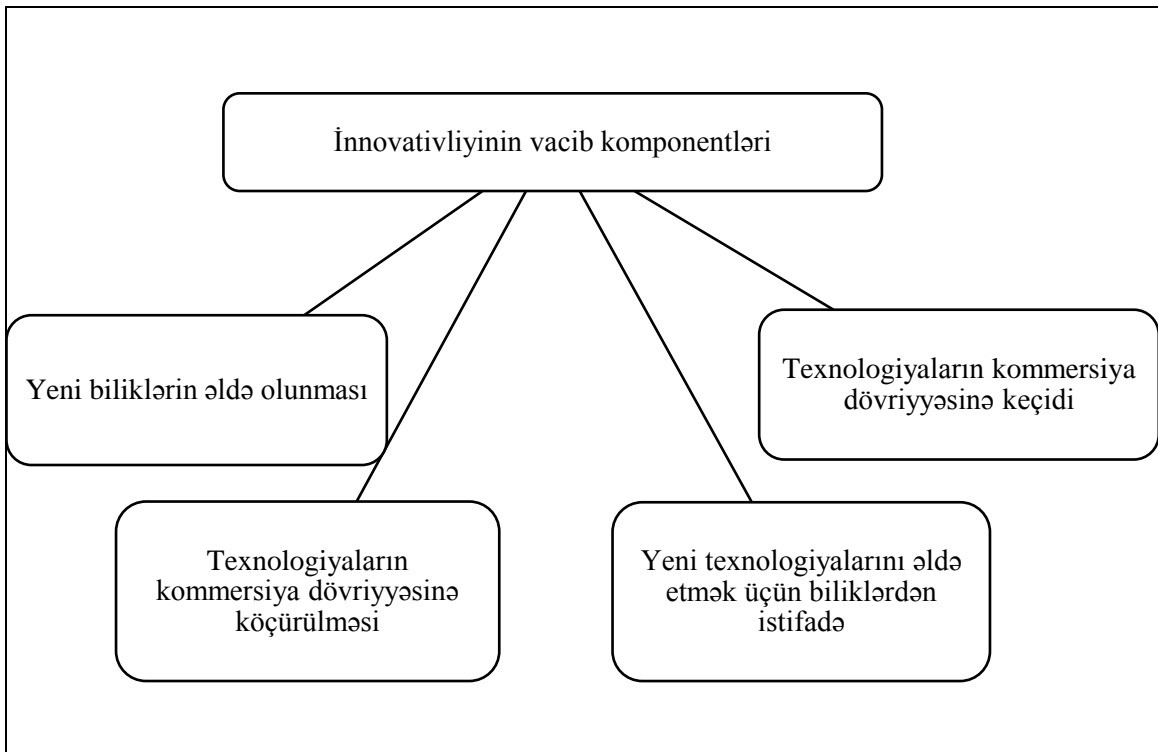 İnnovativliyinin vacib komponentləri
Yeni biliklərin əldə olunması
Texnologiyaların kommersiya
dövriyyəsinə keçidi
Texnologiyaların
kommersiya dövriyyəsinə
köçürülməsi
Yeni texnologiyalarını əldə
etmək üçün biliklərdən
istifadə